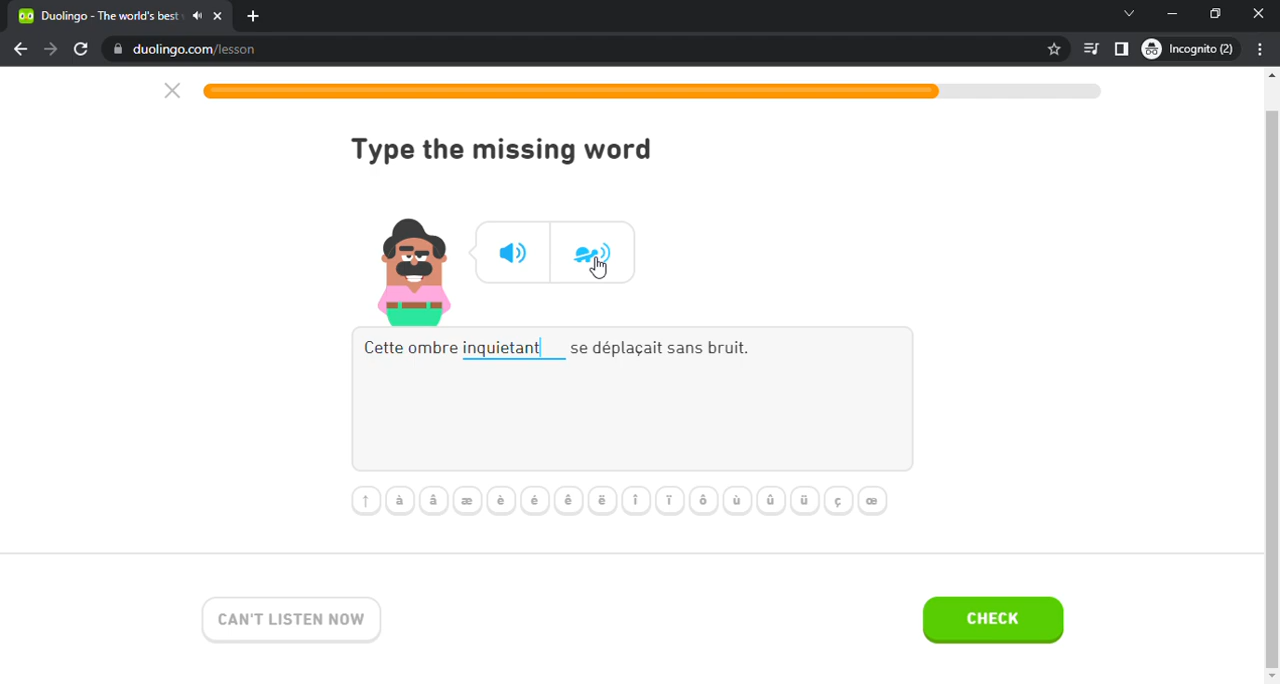 Duolingo - The world's best
duolingo.com/lesson
Incognito (2)
Type the missing word
Cette ombre inquietant se déplaçait sans bruit.
↑ à â æ è é ê ë î ï ô ù û ü ç œ
CAN'T LISTEN NOW
CHECK